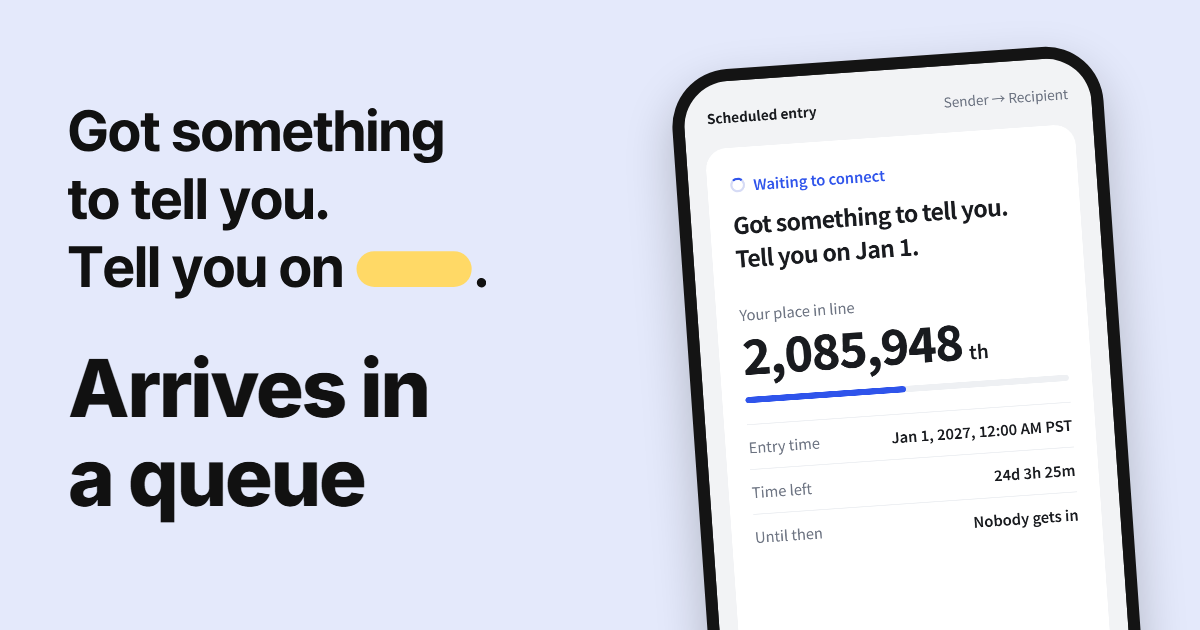 Got something
to tell you.
Tell you on .
Arrives in
a queue
Scheduled entry
Sender → Recipient
Waiting to connect
Got something to tell you.
Tell you on Jan 1.
Your place in line
2,085,948 th
Entry time
Jan 1, 2027, 12:00 AM PST
Time left
24d 3h 25m
Until then
Nobody gets in